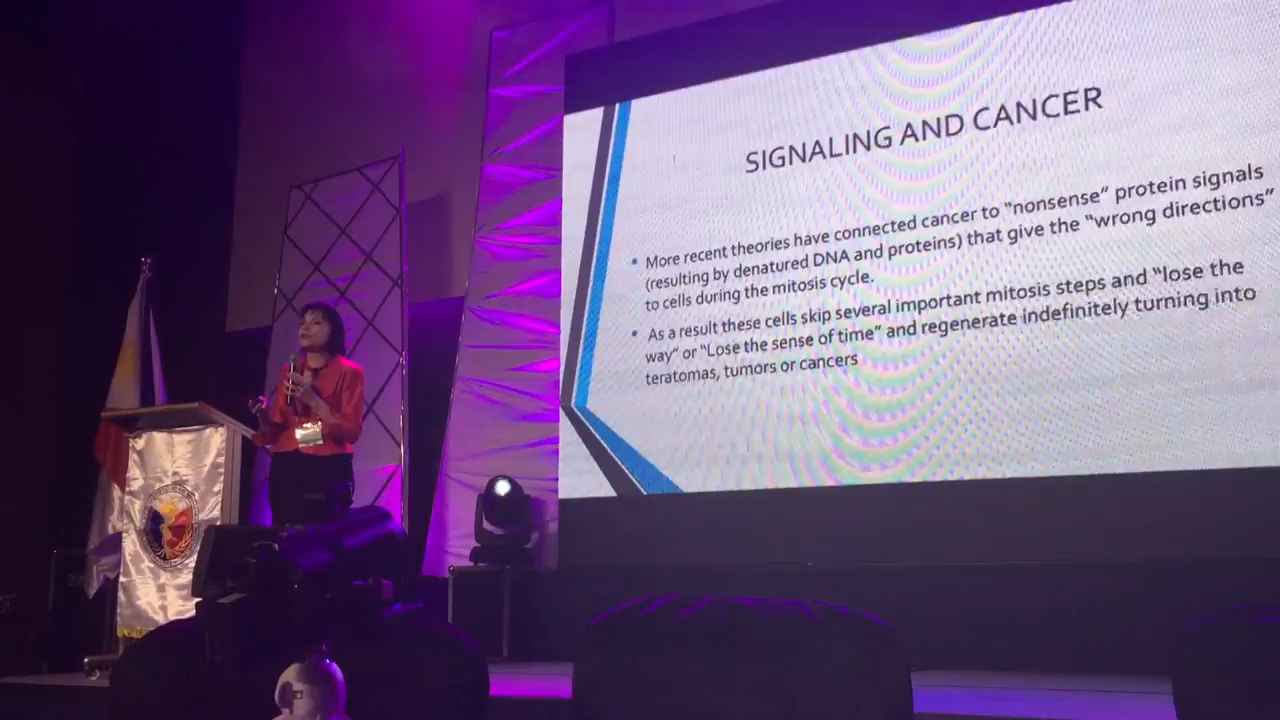 SIGNALING AND CANCER
• More recent theories have connected cancer to "nonsense" protein signals
(resulting by denatured DNA and proteins) that give the "wrong directions"
to cells during the mitosis cycle.
• As a result these cells skip several important mitosis steps and "lose the
way" or "Lose the sense of time" and regenerate indefinitely turning into
teratomas, tumors or cancers